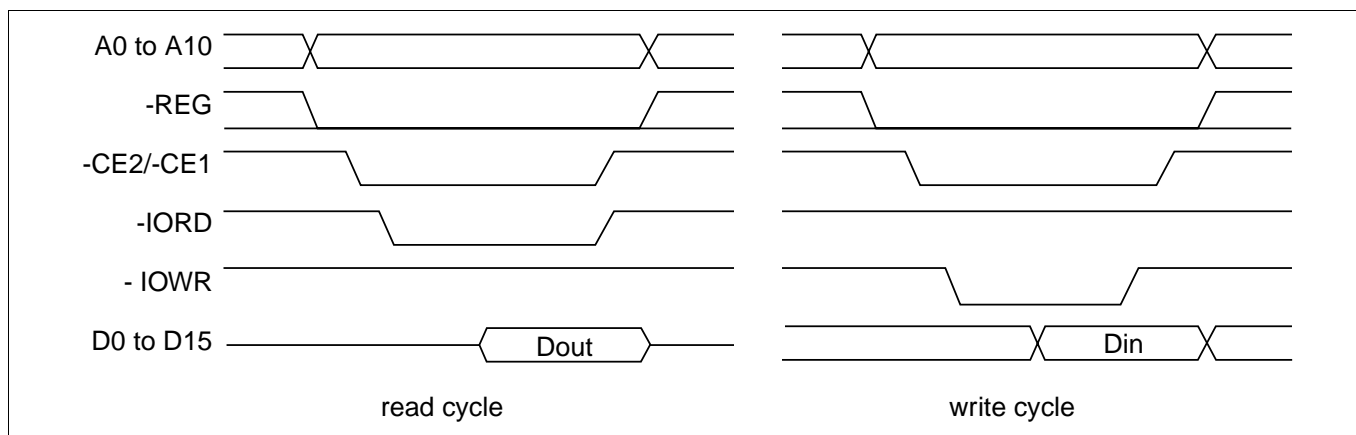 A0 to A10
-REG
-CE2/-CE1
-IORD
- IOWR
D0 to D15
Dout
Din
read cycle
write cycle